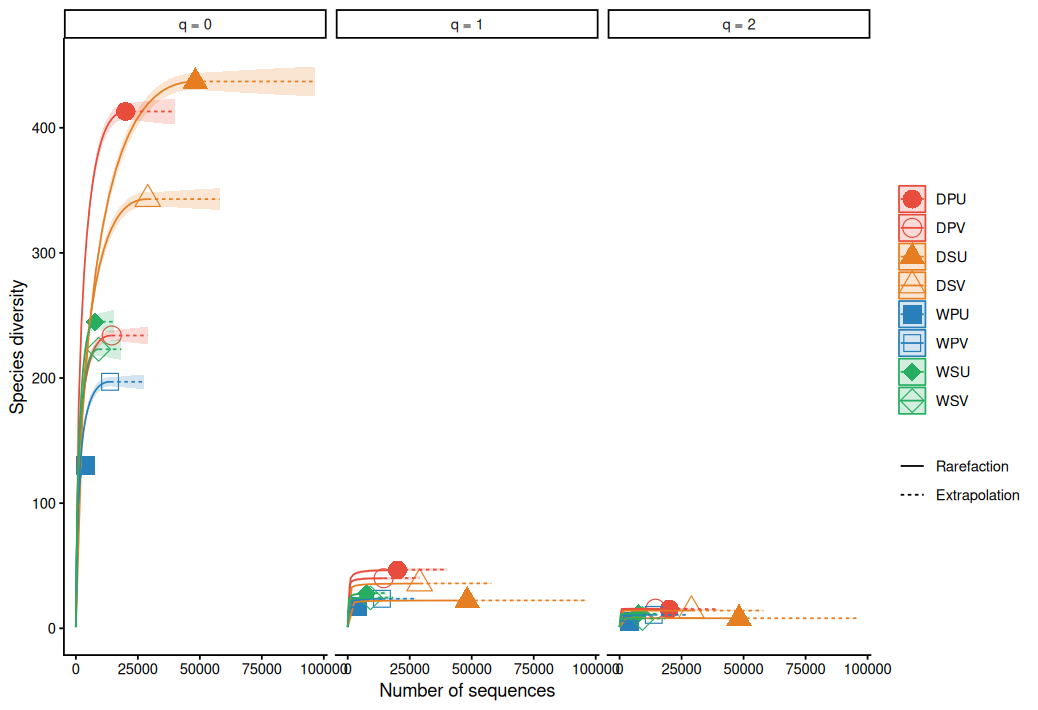 q = 0
q = 1
q = 2
Species diversity
400
300
200
100
0
0 25000 50000 75000 100000
0 25000 50000 75000 100000
0 25000 50000 75000 100000
Number of sequences
DPU
DPV
DSU
DSV
WPU
WPV
WSU
WSV
Rarefaction
Extrapolation